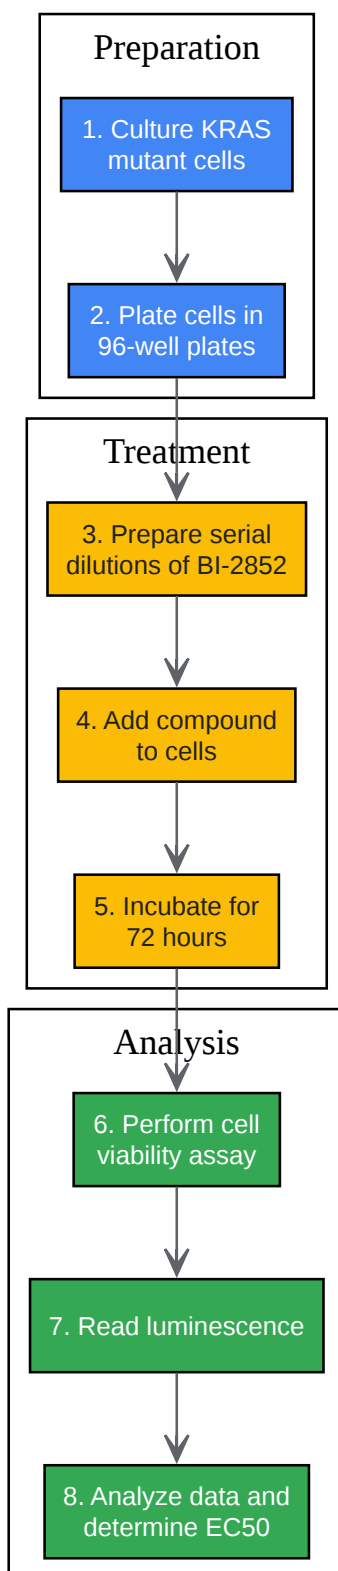 Preparation
1. Culture KRAS
mutant cells
2. Plate cells in
96-well plates
Treatment
3. Prepare serial
dilutions of BI-2852
4. Add compound
to cells
5. Incubate for
72 hours
Analysis
6. Perform cell
viability assay
7. Read luminescence
8. Analyze data and
determine EC50